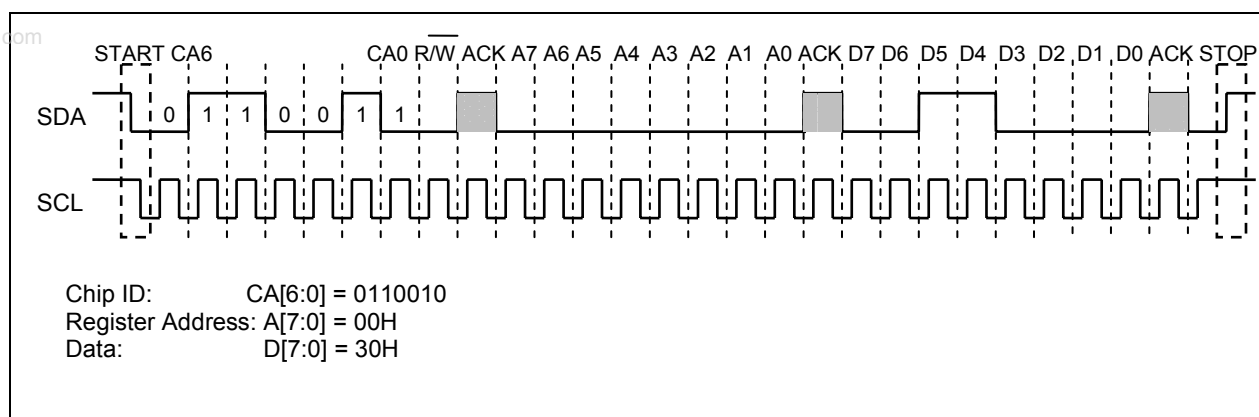 com
START CA6 CA0 R/W ACK A7 A6 A5 A4 A3 A2 A1 A0 ACK D7 D6 D5 D4 D3 D2 D1 D0 ACK STOP
SDA 0 1 1 0 0 1 1
SCL
Chip ID: CA[6:0] = 0110010
Register Address: A[7:0] = 00H
Data: D[7:0] = 30H